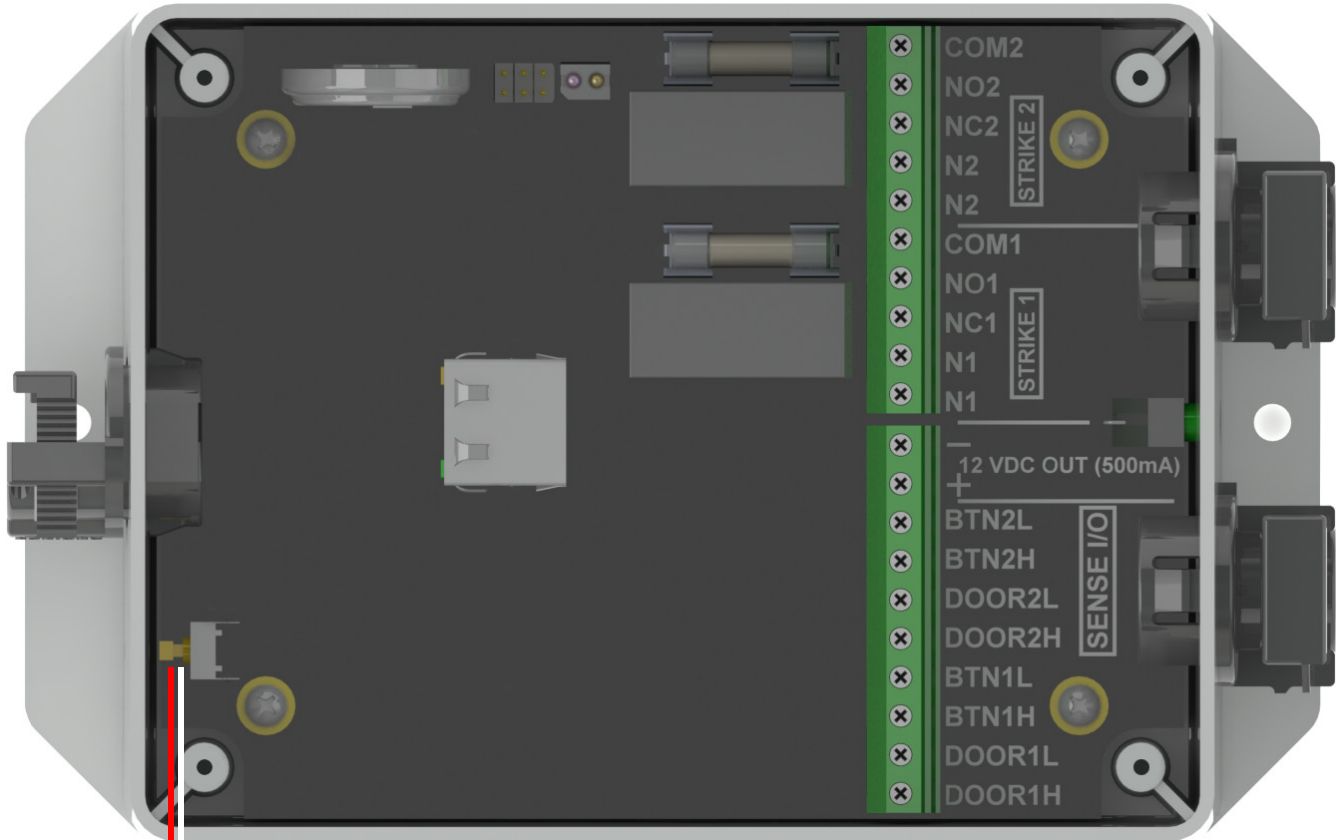 COM2
NO2
NC2
N2
N2
STRIKE 2
COM1
NO1
NC1
N1
N1
STRIKE 1
–
12 VDC OUT (500mA)
+
BTN2L
BTN2H
DOOR2L
DOOR2H
SENSE I/O
BTN1L
BTN1H
DOOR1L
DOOR1H